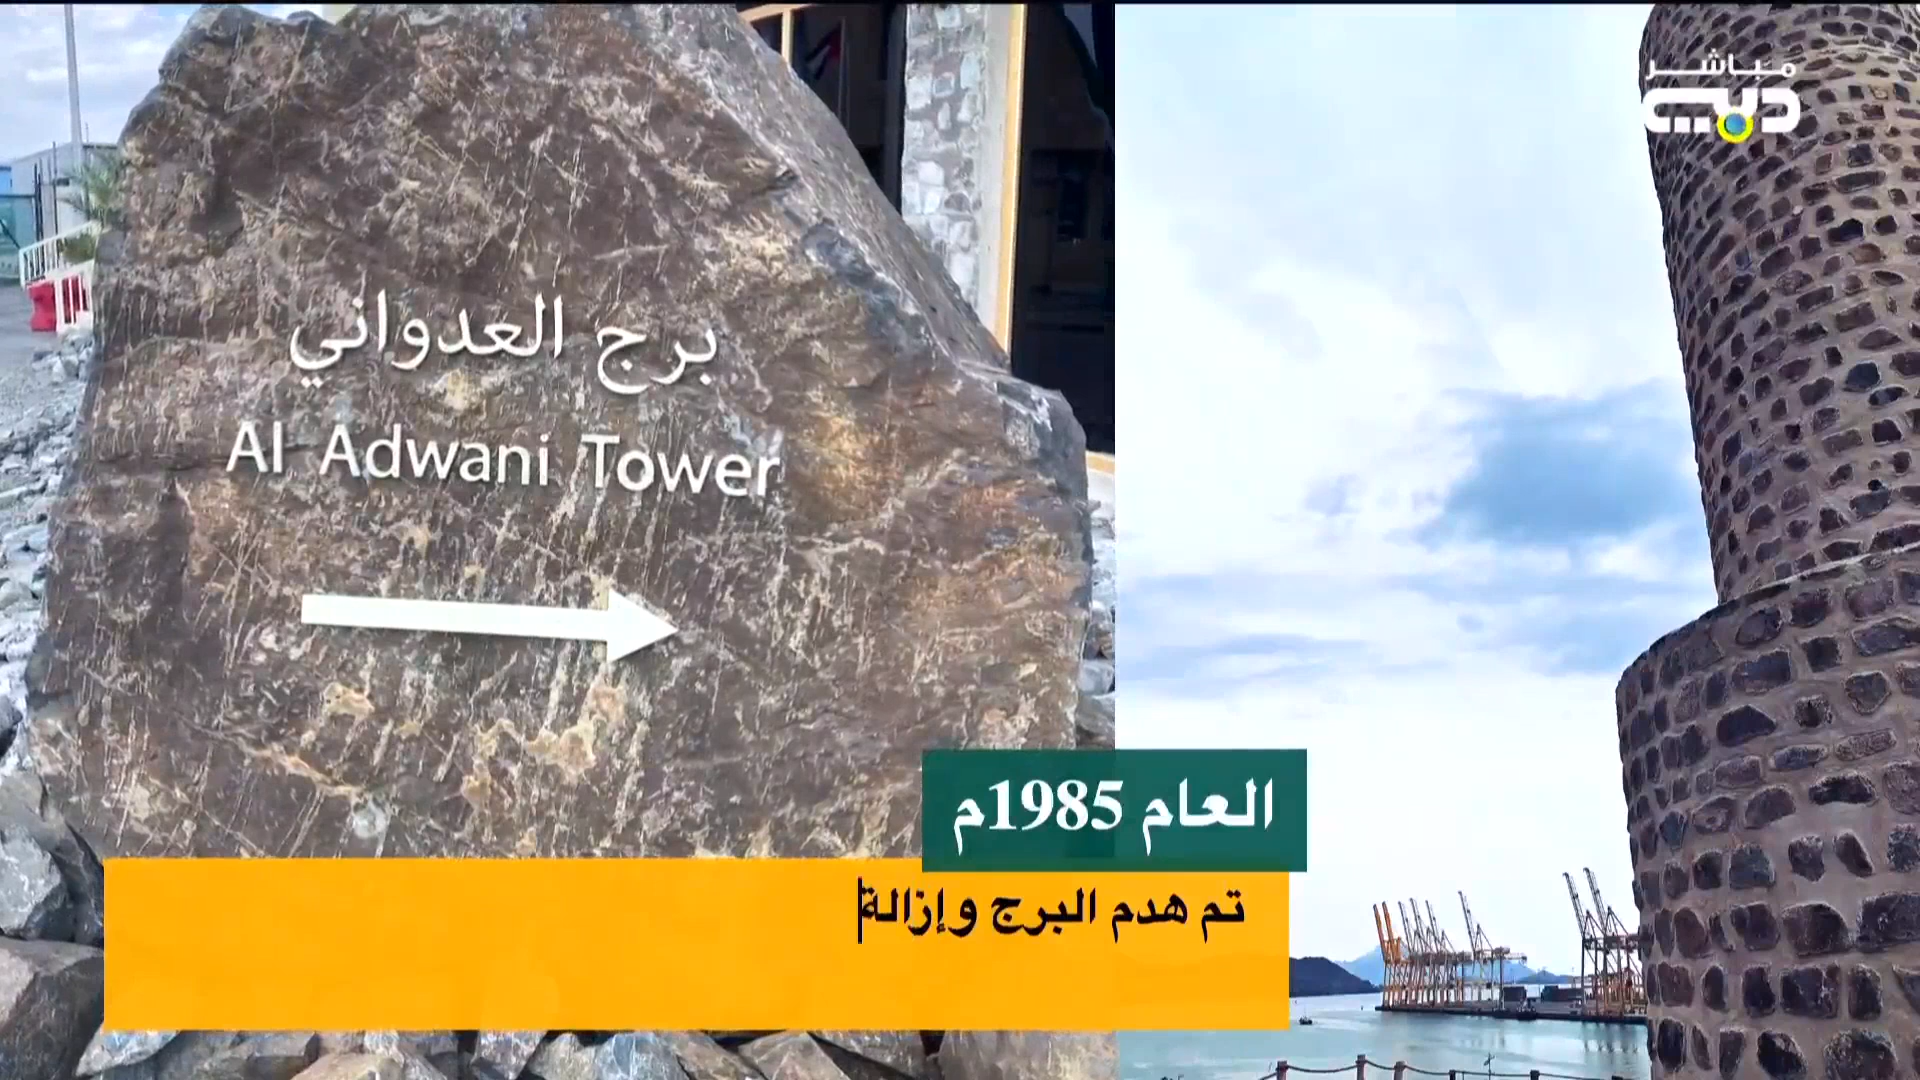 مباشر
دبي
برج العدواني
Al Adwani Tower
العام 1985م
تم هدم البرج وإزالة